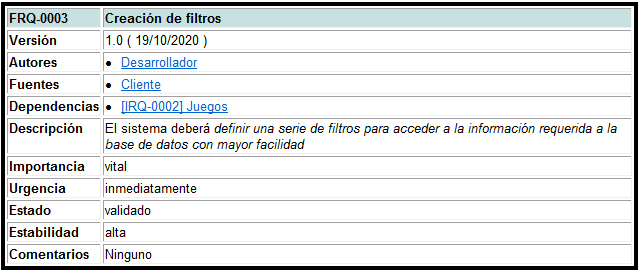 FRQ-0003 Creación de filtros
Versión 1.0 ( 19/10/2020 )
Autores ● Desarrollador
Fuentes ● Cliente
Dependencias ● [IRQ-0002] Juegos
Descripción El sistema deberá definir una serie de filtros para acceder a la información requerida a la
base de datos con mayor facilidad
Importancia vital
Urgencia inmediatamente
Estado validado
Estabilidad alta
Comentarios Ninguno